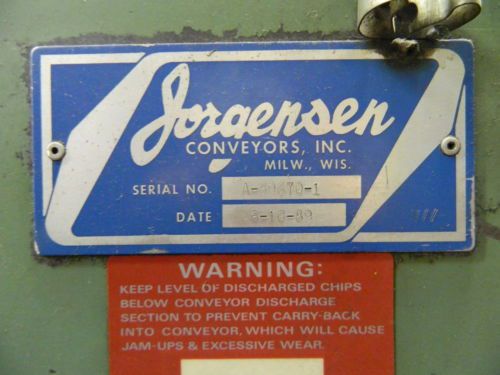 Jorgensen
CONVEYORS, INC.
MILW., WIS.
SERIAL NO.
DATE
WARNING:
KEEP LEVEL OF DISCHARGED CHIPS
BELOW CONVEYOR DISCHARGE
SECTION TO PREVENT CARRY-BACK
INTO CONVEYOR, WHICH WILL CAUSE
JAM-UPS & EXCESSIVE WEAR.